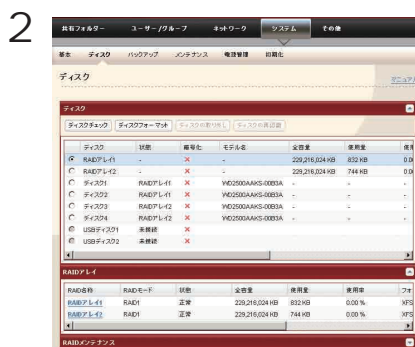 2
共有フォルダー ユーザー/グループ ネットワーク システム その他
基本 ディスク バックアップ メンテナンス 電源管理 初期化
ディスク
ディスク
ディスクチェック ディスクフォーマット ディスクの取り外し ディスクの再認識
ディスク 状態 暗号化 モデル名 全容量 使用量
RAIDアレイ1 - × - 229,216,024 KB 832 KB
RAIDアレイ2 - × - 229,216,024 KB 744 KB
ディスク1 RAIDアレイ1 × WD2500AAKS-00B3A - -
ディスク2 RAIDアレイ1 × WD2500AAKS-00B3A - -
ディスク3 RAIDアレイ2 × WD2500AAKS-00B3A - -
ディスク4 RAIDアレイ2 × WD2500AAKS-00B3A - -
USBディスク1 未接続 ×
USBディスク2 未接続 ×
RAIDアレイ
RAID名称 RAIDモード 状態 全容量 使用量 使用率 フォ
RAIDアレイ1 RAID1 正常 229,216,024 KB 832 KB 0.00 % XFS
RAIDアレイ2 RAID1 正常 229,216,024 KB 744 KB 0.00 % XFS
RAIDメンテナンス